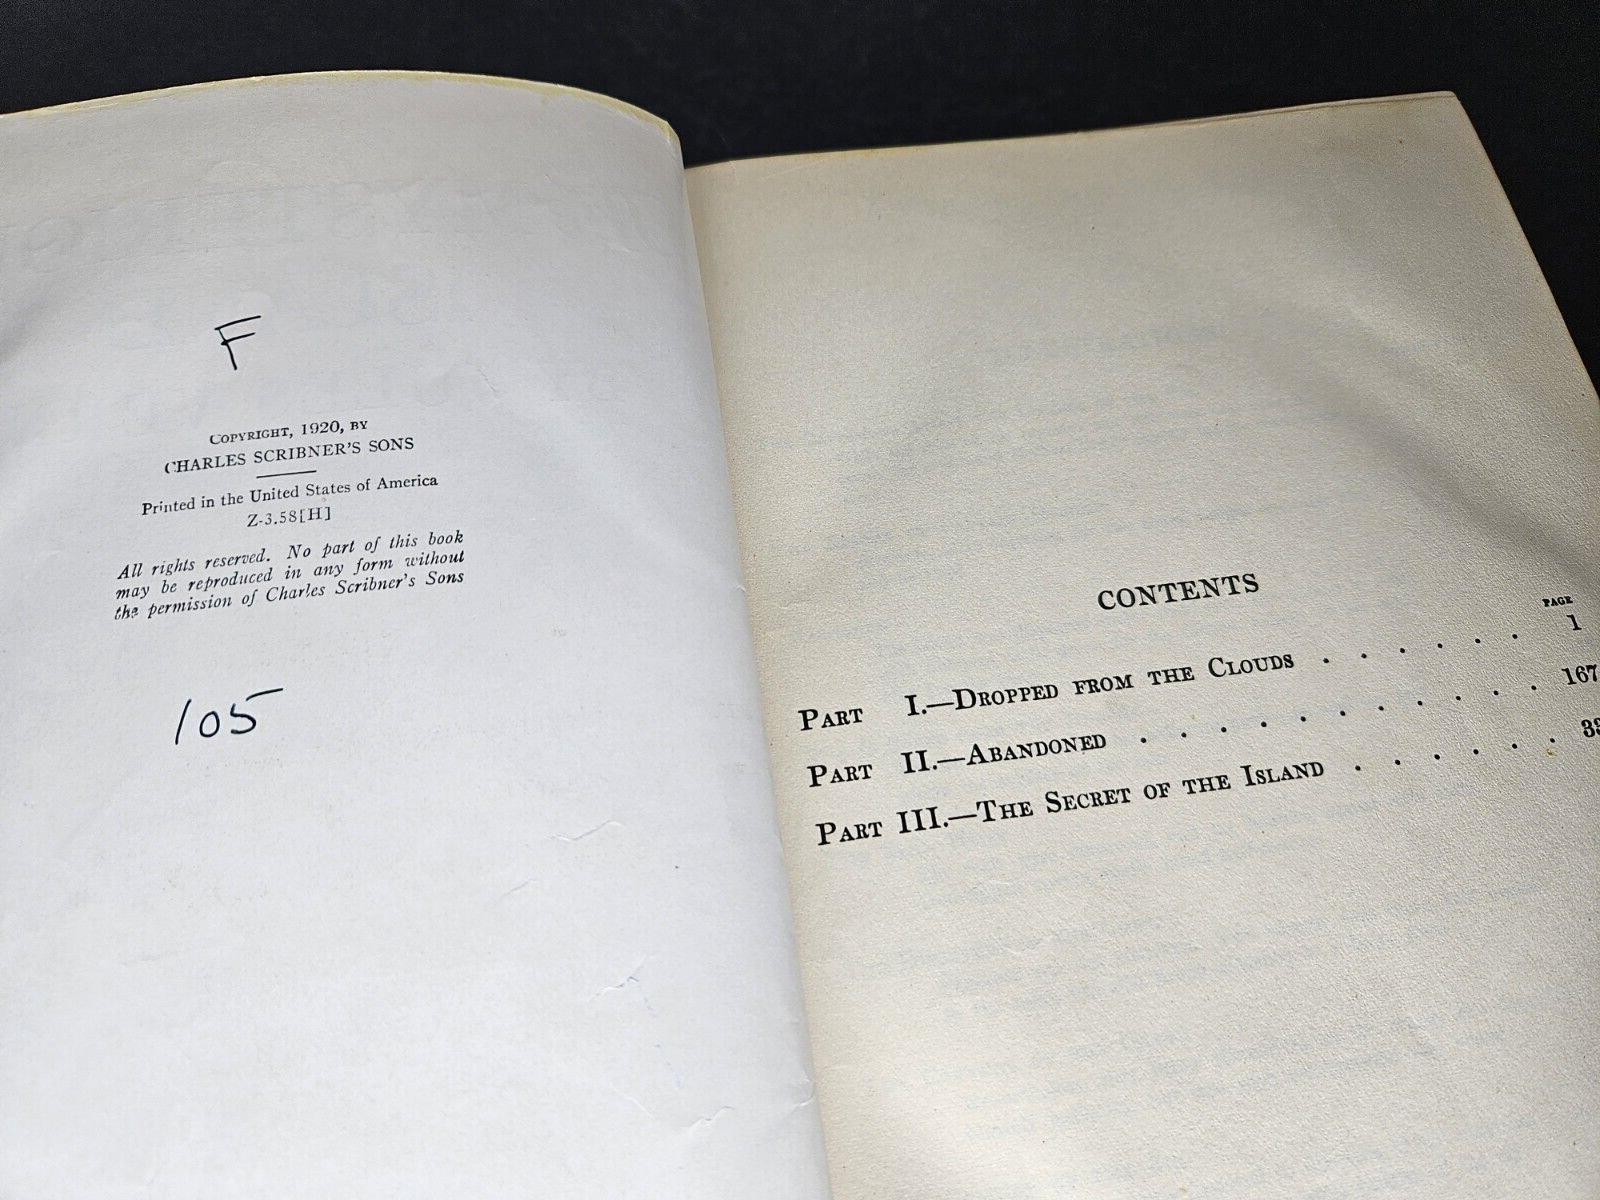 F
COPYRIGHT, 1920, BY
CHARLES SCRIBNER'S SONS
Printed in the United States of America
Z-3.58[H]
All rights reserved. No part of this book
may be reproduced in any form without
the permission of Charles Scribner's Sons
105
CONTENTS
PAGE
PART I.—DROPPED FROM THE CLOUDS . . . . . . 1
PART II.—ABANDONED . . . . . . . . . . . 167
PART III.—THE SECRET OF THE ISLAND . . . . . .